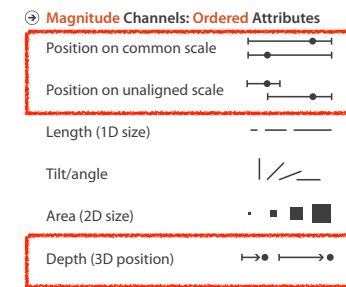 Magnitude Channels: Ordered Attributes
Position on common scale
Position on unaligned scale
Length (1D size)
Tilt/angle
Area (2D size)
Depth (3D position)